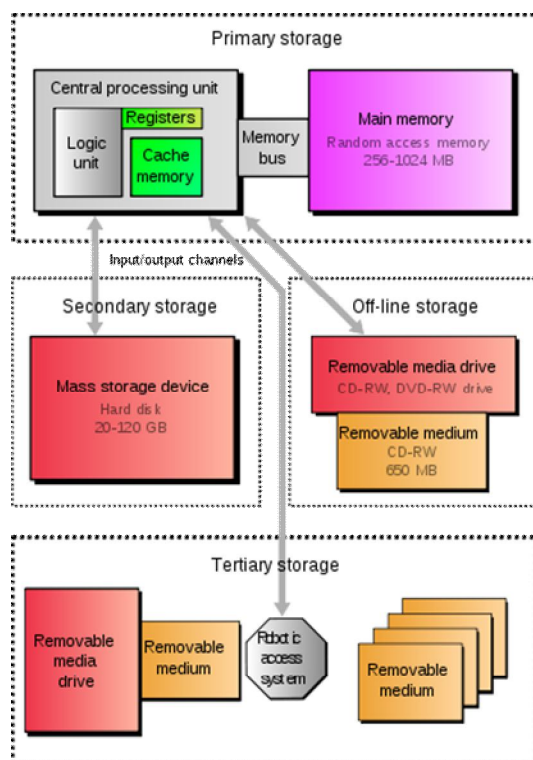 Primary storage
Central processing unit
Registers
Logic
unit
Cache
memory
Memory
bus
Main memory
Random access memory
256-1024 MB
Input/output channels
Secondary storage
Mass storage device
Hard disk
20-120 GB
Off-line storage
Removable media drive
CD-RW, DVD-RW drive
Removable medium
CD-RW
650 MB
Tertiary storage
Removable
media
drive
Removable
medium
Robotic
access
system
Removable
medium